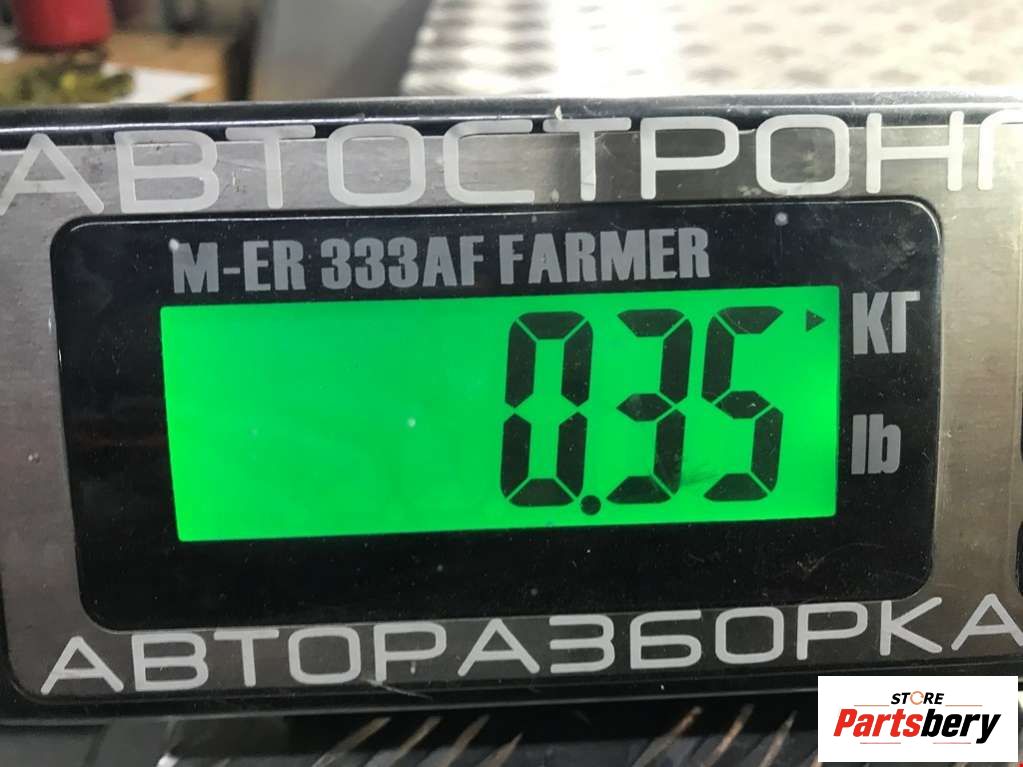 АВТОСТРОНГ
M-ER 333AF FARMER
0.35 КГ
lb
АВТОРАЗБОРКА
STORE
Partsbery